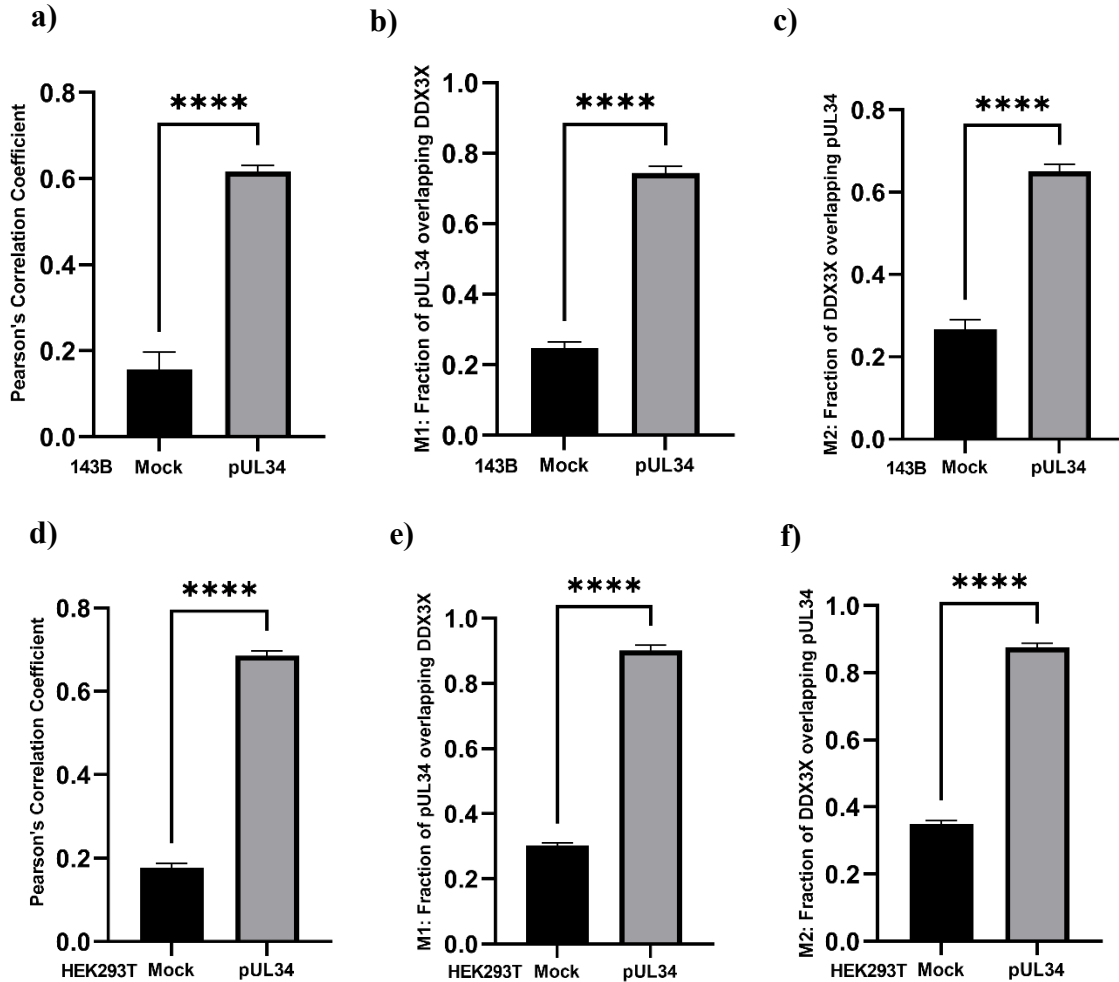 a)
Pearson's Correlation Coefficient
0.8
0.6
0.4
0.2
0.0
****
143B Mock pUL34
b)
M1: Fraction of pUL34 overlapping DDX3X
1.0
0.8
0.6
0.4
0.2
0.0
****
143B Mock pUL34
c)
M2: Fraction of DDX3X overlapping pUL34
0.8
0.6
0.4
0.2
0.0
****
143B Mock pUL34
d)
Pearson's Correlation Coefficient
0.8
0.6
0.4
0.2
0.0
****
HEK293T Mock pUL34
e)
M1: Fraction of pUL34 overlapping DDX3X
1.0
0.8
0.6
0.4
0.2
0.0
****
HEK293T Mock pUL34
f)
M2: Fraction of DDX3X overlapping pUL34
1.0
0.8
0.6
0.4
0.2
0.0
****
HEK293T Mock pUL34